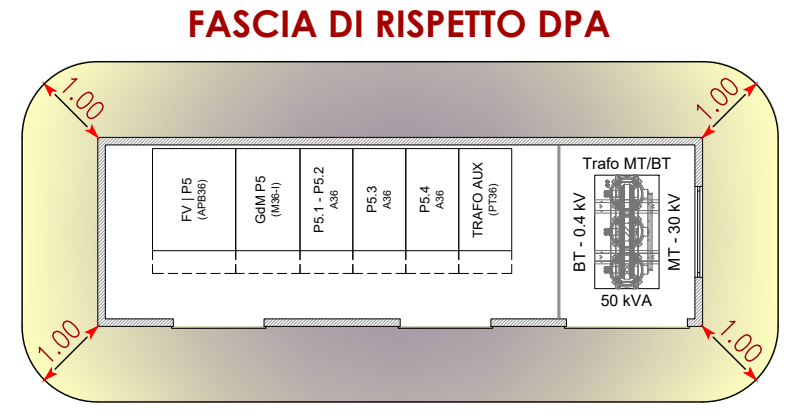 FASCIA DI RISPETTO DPA
1.00
1.00
FV | P5
(APB36)
GdM P5
(M36-I)
P5.1 - P5.2
A36
P5.3
A36
P5.4
A36
TRAFO AUX
(PT36)
Trafo MT/BT
BT - 0.4 kV
MT - 30 kV
50 kVA
1.00
1.00